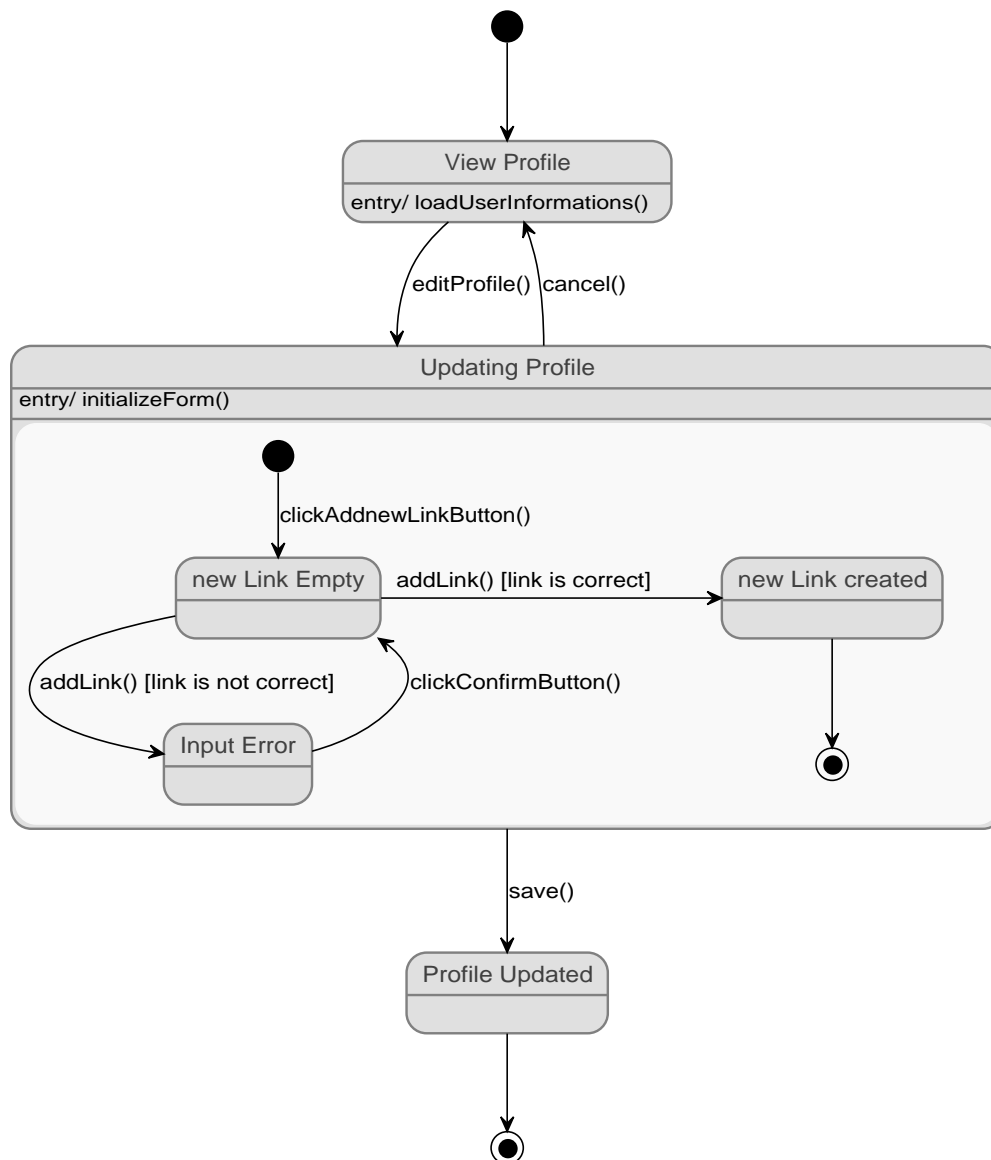 View Profile
entry/ loadUserInformations()
editProfile()
cancel()
Updating Profile
entry/ initializeForm()
clickAddnewLinkButton()
new Link Empty
addLink() [link is correct]
new Link created
addLink() [link is not correct]
clickConfirmButton()
Input Error
save()
Profile Updated